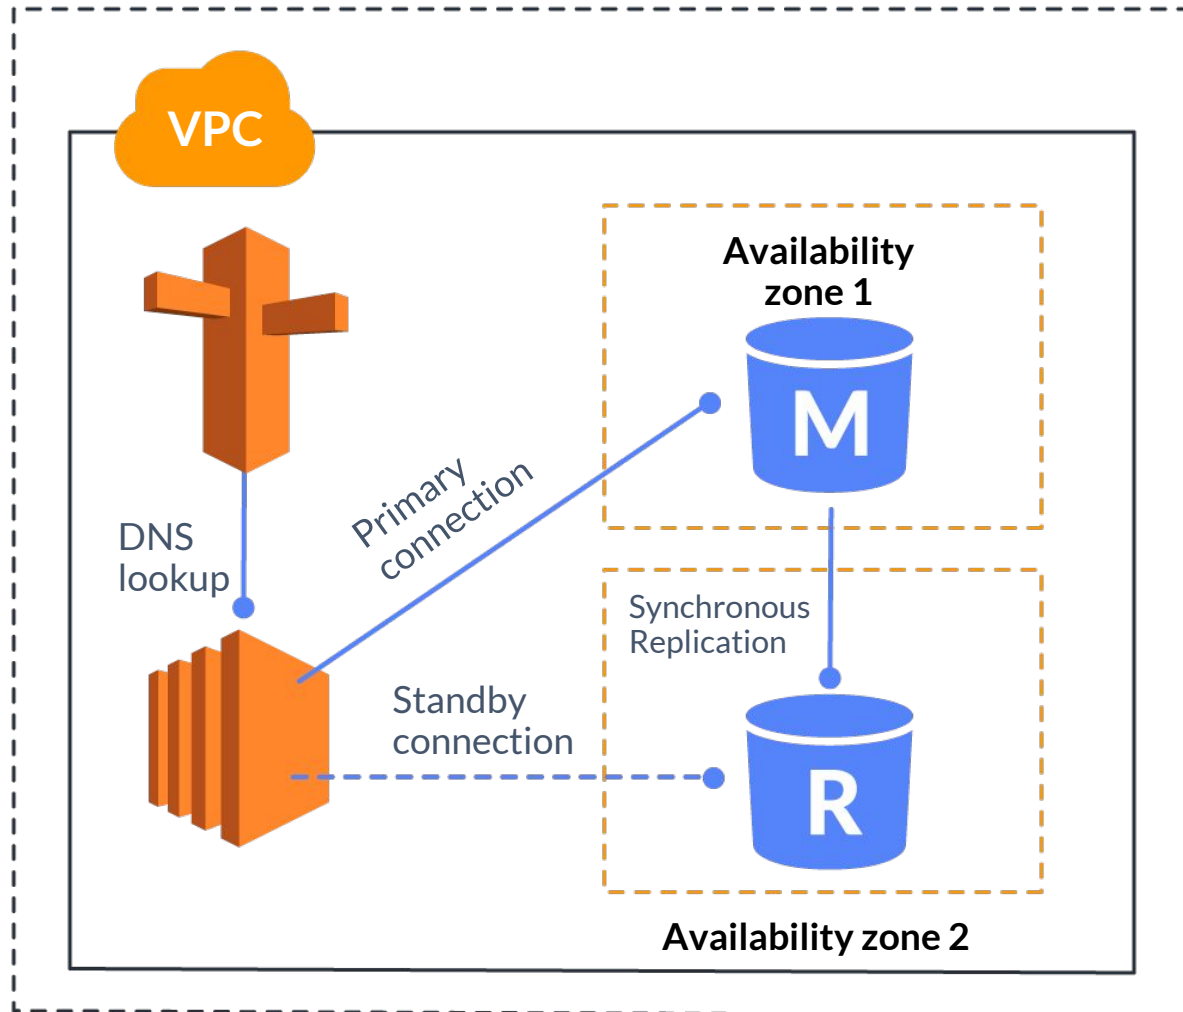 VPC
Availability
zone 1
M
Primary
connection
DNS
lookup
Synchronous
Replication
Standby
connection
R
Availability zone 2